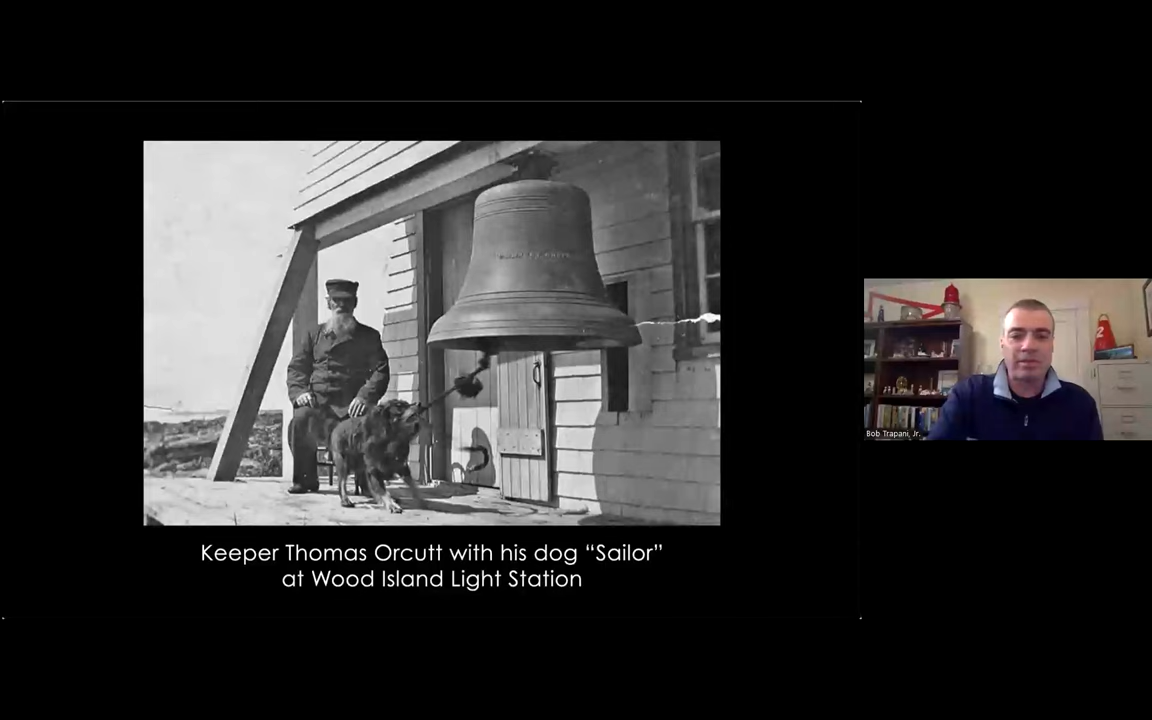 Keeper Thomas Orcutt with his dog “Sailor”
at Wood Island Light Station
Bob Trapani, Jr.